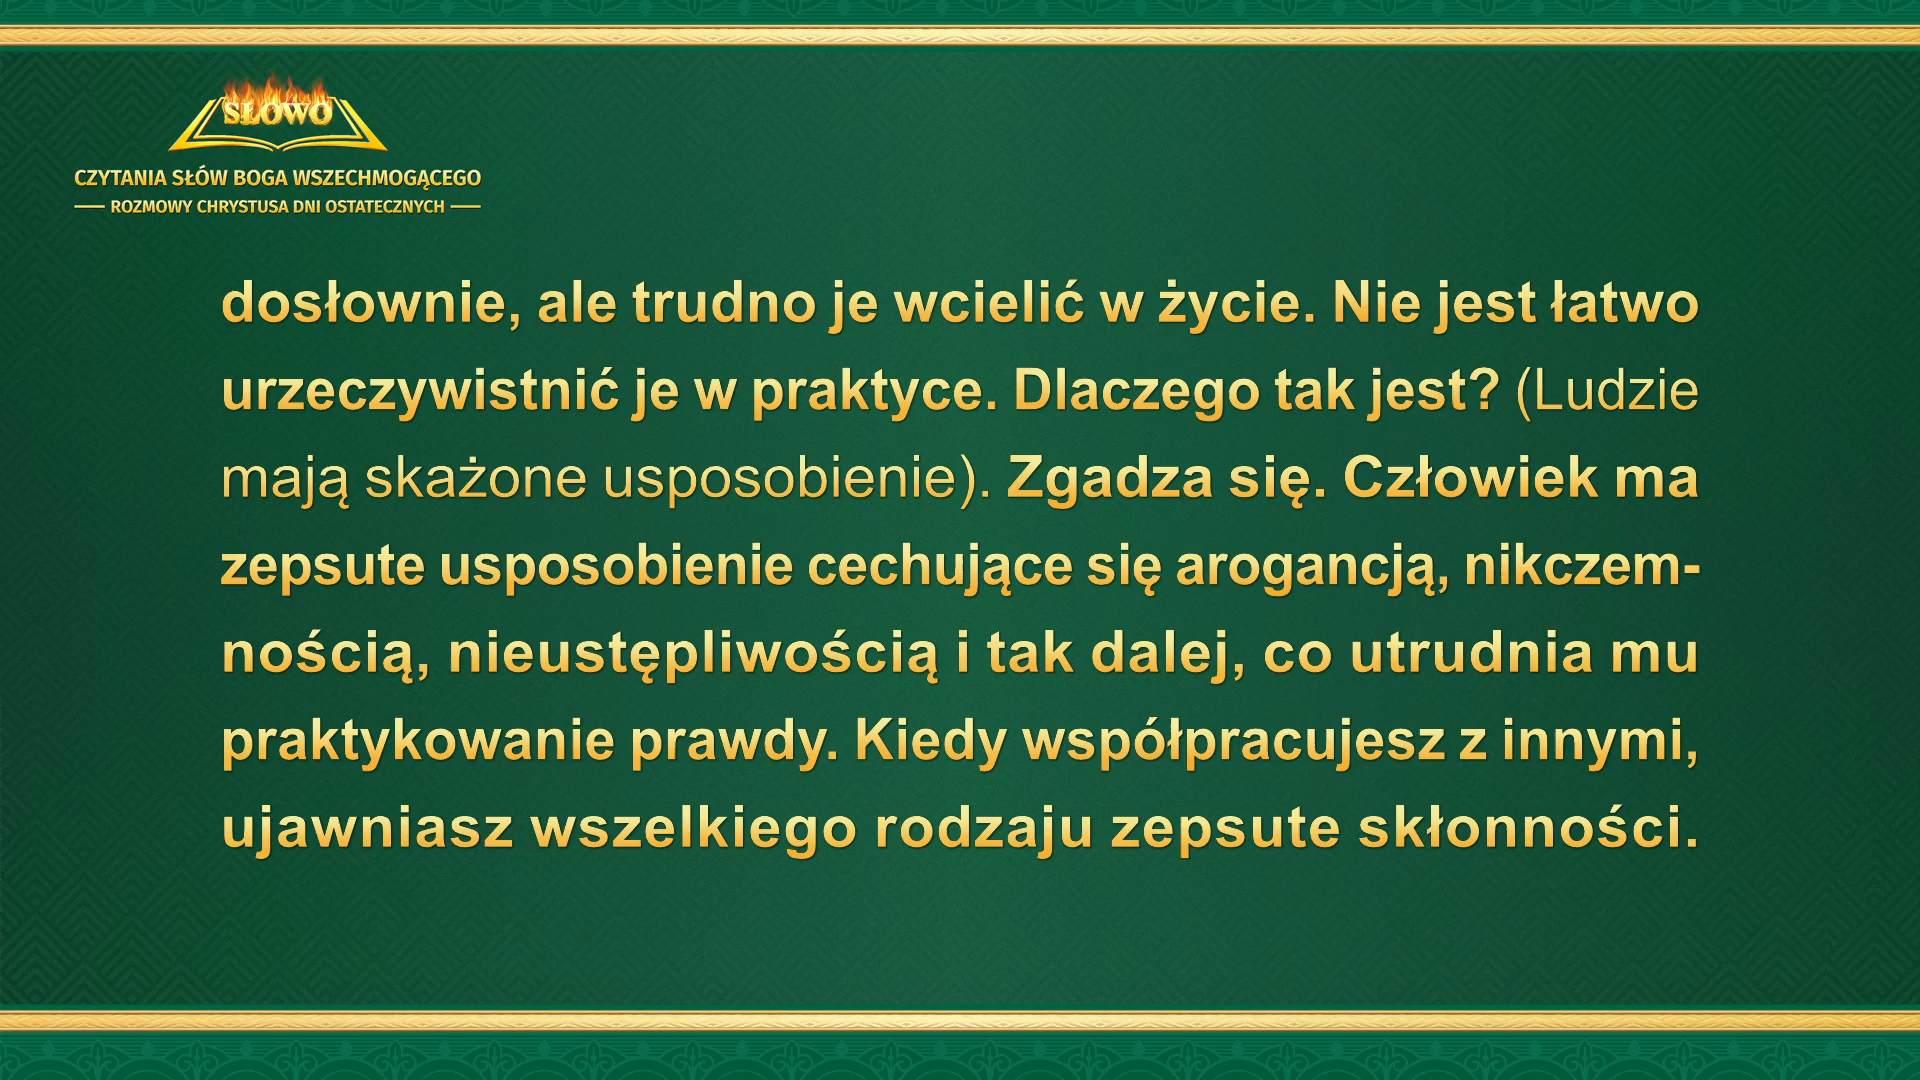 SŁOWO
CZYTANIA SŁÓW BOGA WSZECHMOGĄCEGO
ROZMOWY CHRYSTUSA DNI OSTATECZNYCH
dosłownie, ale trudno je wcielić w życie. Nie jest łatwo
urzeczywistnić je w praktyce. Dlaczego tak jest? (Ludzie
mają skażone usposobienie). Zgadza się. Człowiek ma
zepsute usposobienie cechujące się arogancją, nikczem-
nością, nieustępliwością i tak dalej, co utrudnia mu
praktykowanie prawdy. Kiedy współpracujesz z innymi,
ujawniasz wszelkiego rodzaju zepsute skłonności.